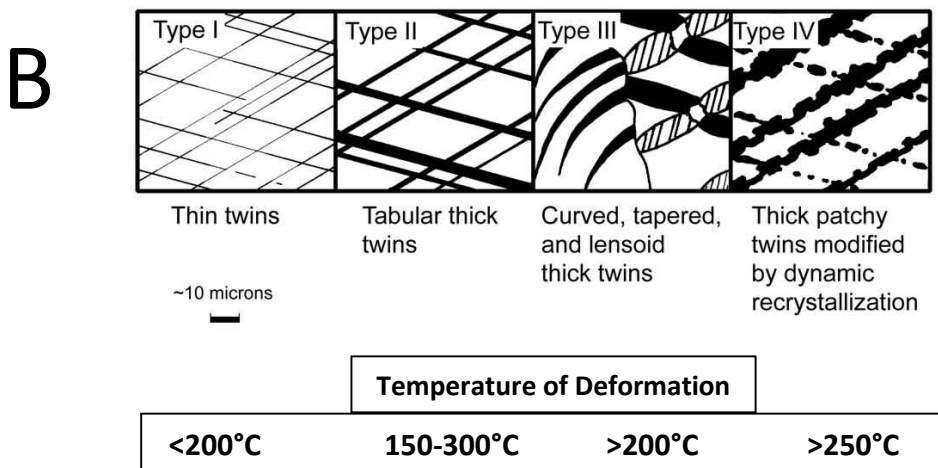 B
Type I Type II Type III Type IV
Thin twins
Tabular thick
twins
Curved, tapered,
and lensoid
thick twins
Thick patchy
twins modified
by dynamic
recrystallization
~10 microns
Temperature of Deformation
<200°C 150-300°C >200°C >250°C